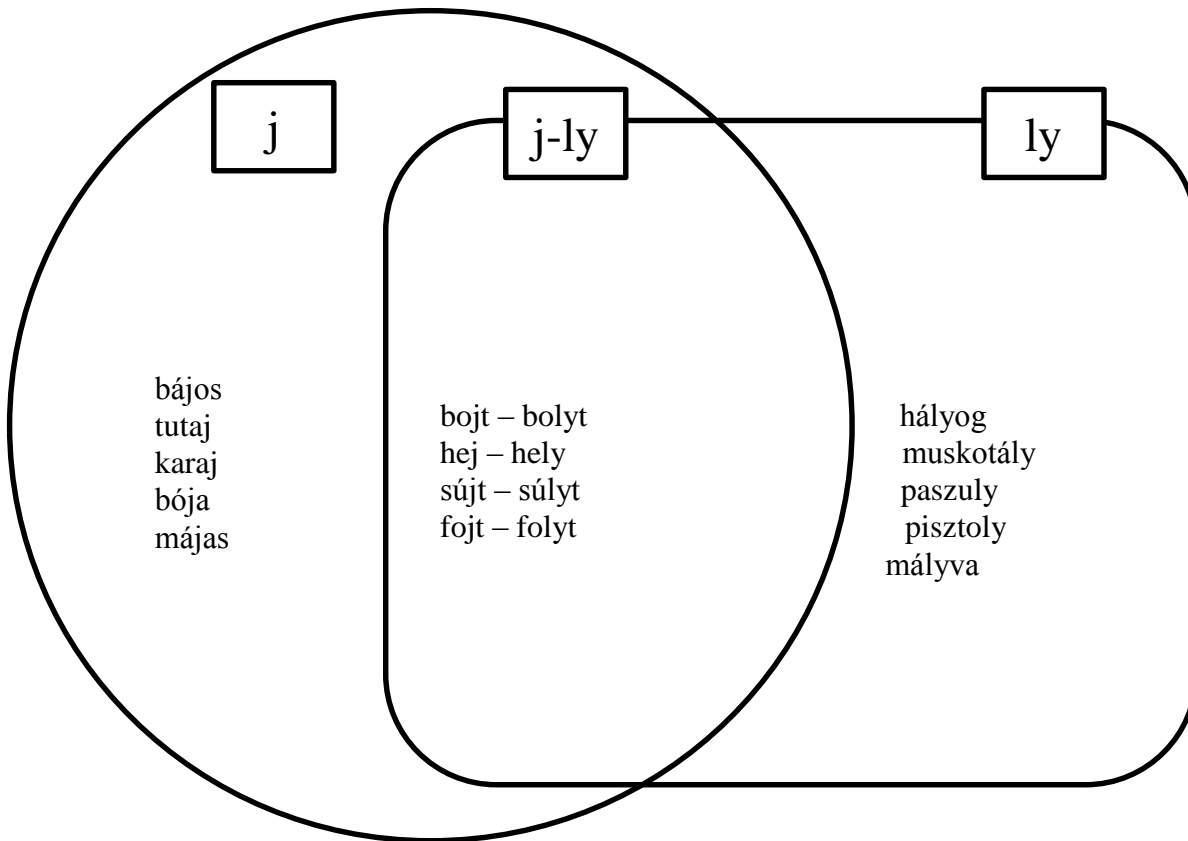 j
j-ly
ly
bájos
tutaj
karaj
bója
májas
bojt – bolyt
hej – hely
sújt – súlyt
fojt – folyt
hályog
muskotály
paszuly
pisztoly
mályva